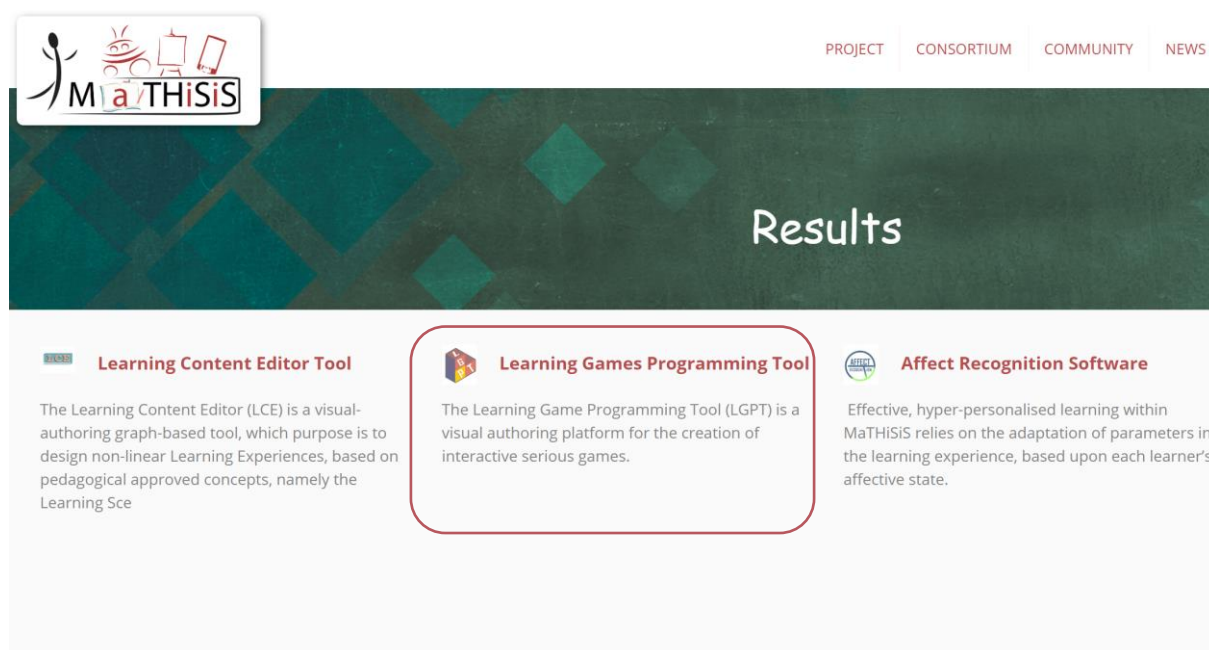 MaTHiSiS
PROJECT CONSORTIUM COMMUNITY NEWS
Results
LCE
Learning Content Editor Tool
The Learning Content Editor (LCE) is a visual-
authoring graph-based tool, which purpose is to
design non-linear Learning Experiences, based on
pedagogical approved concepts, namely the
Learning Sce
LGPT
Learning Games Programming Tool
The Learning Game Programming Tool (LGPT) is a
visual authoring platform for the creation of
interactive serious games.
AFFECT
Affect Recognition Software
Effective, hyper-personalised learning within
MaTHiSiS relies on the adaptation of parameters in
the learning experience, based upon each learner's
affective state.